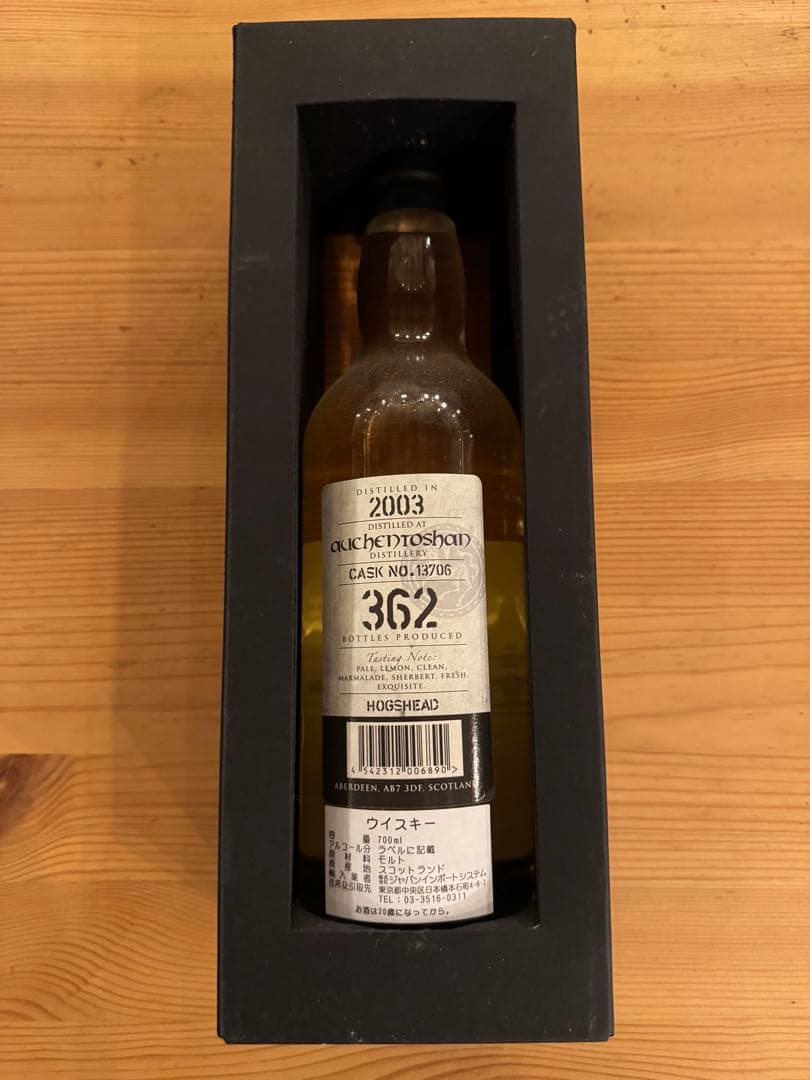 DISTILLED IN
2003
DISTILLED AT
auchentoshan
DISTILLERY
CASK NO.13706
362
BOTTLES PRODUCED
Tasting Note:
PALE, LEMON, CLEAN,
MARMALADE, SHERBERT, FRESH.
EXQUISITE.
HOGSHEAD
4 542312 006890 >
ABERDEEN, AB7 3DF, SCOTLAND
ウイスキー
容量 700ml
アルコール分 ラベルに記載
原材料 モルト
原産地 スコットランド
輸入業者 株式会社ジャパンインポートシステム
住所及引取先 東京都中央区日本橋本石町4-6-7
TEL:03-3516-0311
お酒は20歳になってから。